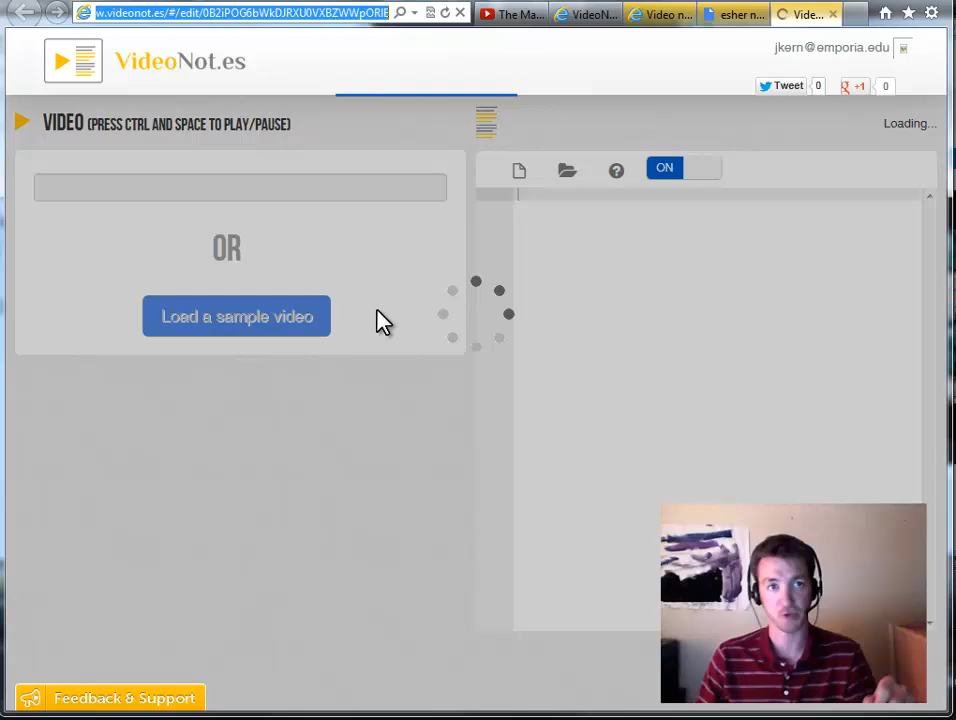 w.videonot.es/#/edit/0B2iPOG6bWkDJRXU0VXBZWWpORlE
The Ma...
VideoN...
Video n...
esher n...
Vide...
VideoNot.es
jkern@emporia.edu
Tweet 0
g +1 0
VIDEO (PRESS CTRL AND SPACE TO PLAY/PAUSE)
Loading...
ON
OR
Load a sample video
Feedback & Support